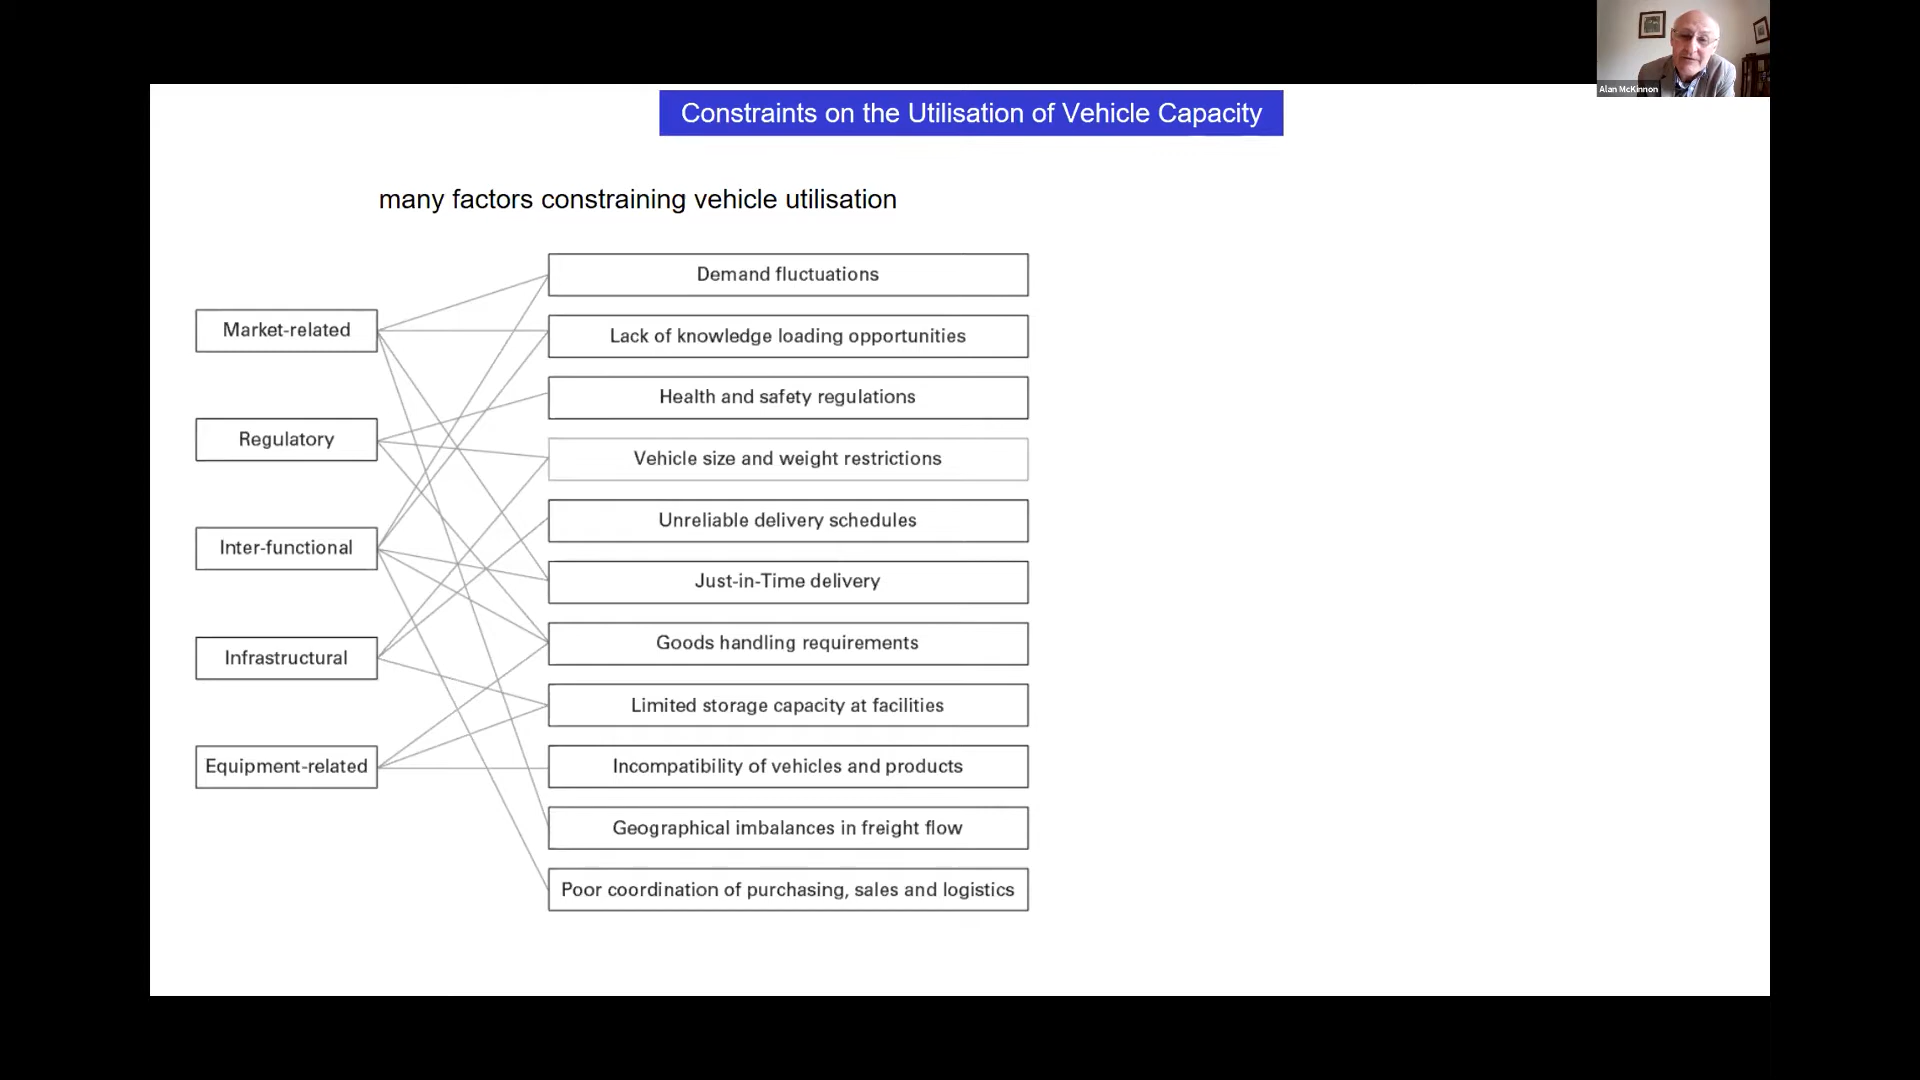 Alan McKinnon
Constraints on the Utilisation of Vehicle Capacity
many factors constraining vehicle utilisation
Market-related
Regulatory
Inter-functional
Infrastructural
Equipment-related
Demand fluctuations
Lack of knowledge loading opportunities
Health and safety regulations
Vehicle size and weight restrictions
Unreliable delivery schedules
Just-in-Time delivery
Goods handling requirements
Limited storage capacity at facilities
Incompatibility of vehicles and products
Geographical imbalances in freight flow
Poor coordination of purchasing, sales and logistics